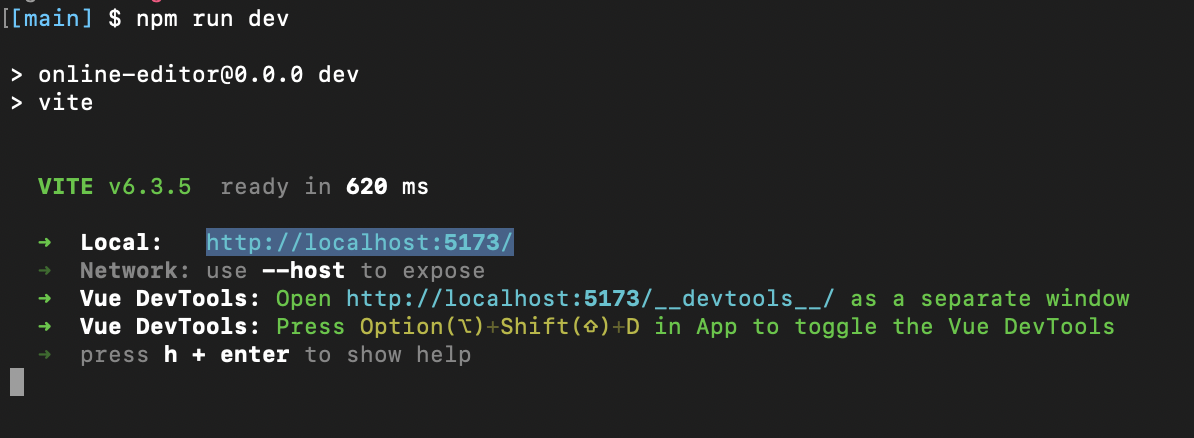 [[main] $ npm run dev
> online-editor@0.0.0 dev
> vite
VITE v6.3.5 ready in 620 ms
➜ Local: http://localhost:5173/
➜ Network: use --host to expose
➜ Vue DevTools: Open http://localhost:5173/__devtools__/ as a separate window
➜ Vue DevTools: Press Option(⌥)+Shift(⇧)+D in App to toggle the Vue DevTools
➜ press h + enter to show help